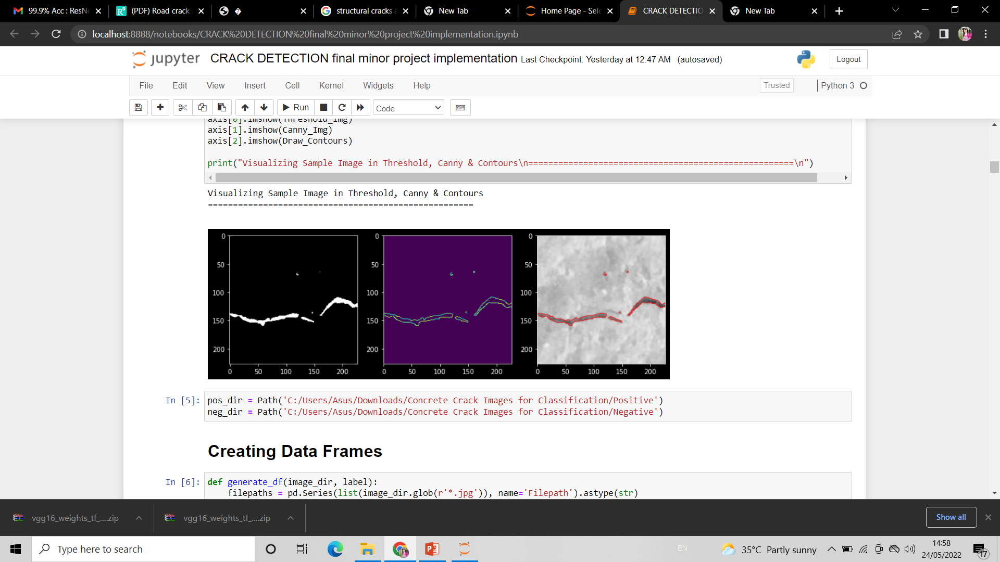 99.9% Acc : ResNe
(PDF) Road crack
�
structural cracks a
New Tab
Home Page - Sele
CRACK DETECTIO
New Tab
localhost:8888/notebooks/CRACK%20DETECTION%20final%20minor%20project%20implementation.ipynb
jupyter CRACK DETECTION final minor project implementation Last Checkpoint: Yesterday at 12:47 AM (autosaved)
Logout
File Edit View Insert Cell Kernel Widgets Help
Trusted
Python 3
Run
Code
axis[0].imshow(Threshold_Img)
axis[1].imshow(Canny_Img)
axis[2].imshow(Draw_Contours)
print("Visualizing Sample Image in Threshold, Canny & Contours\n=====================================================\n")
Visualizing Sample Image in Threshold, Canny & Contours
=====================================================
0 0 0
50 50 50
100 100 100
150 150 150
200 200 200
0 50 100 150 200 0 50 100 150 200 0 50 100 150 200
In [5]: pos_dir = Path('C:/Users/Asus/Downloads/Concrete Crack Images for Classification/Positive')
neg_dir = Path('C:/Users/Asus/Downloads/Concrete Crack Images for Classification/Negative')
Creating Data Frames
In [6]: def generate_df(image_dir, label):
filepaths = pd.Series(list(image_dir.glob(r'*.jpg')), name='Filepath').astype(str)
vgg16_weights_tf_....zip
vgg16_weights_tf_....zip
Show all
Type here to search
EN
35°C Partly sunny
14:58
24/05/2022
17